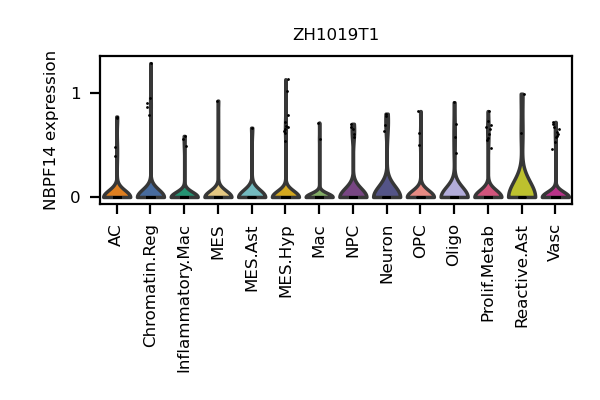 ZH1019T1
NBPF14 expression
1
0
AC
Chromatin.Reg
Inflammatory.Mac
MES
MES.Ast
MES.Hyp
Mac
NPC
Neuron
OPC
Oligo
Prolif.Metab
Reactive.Ast
Vasc